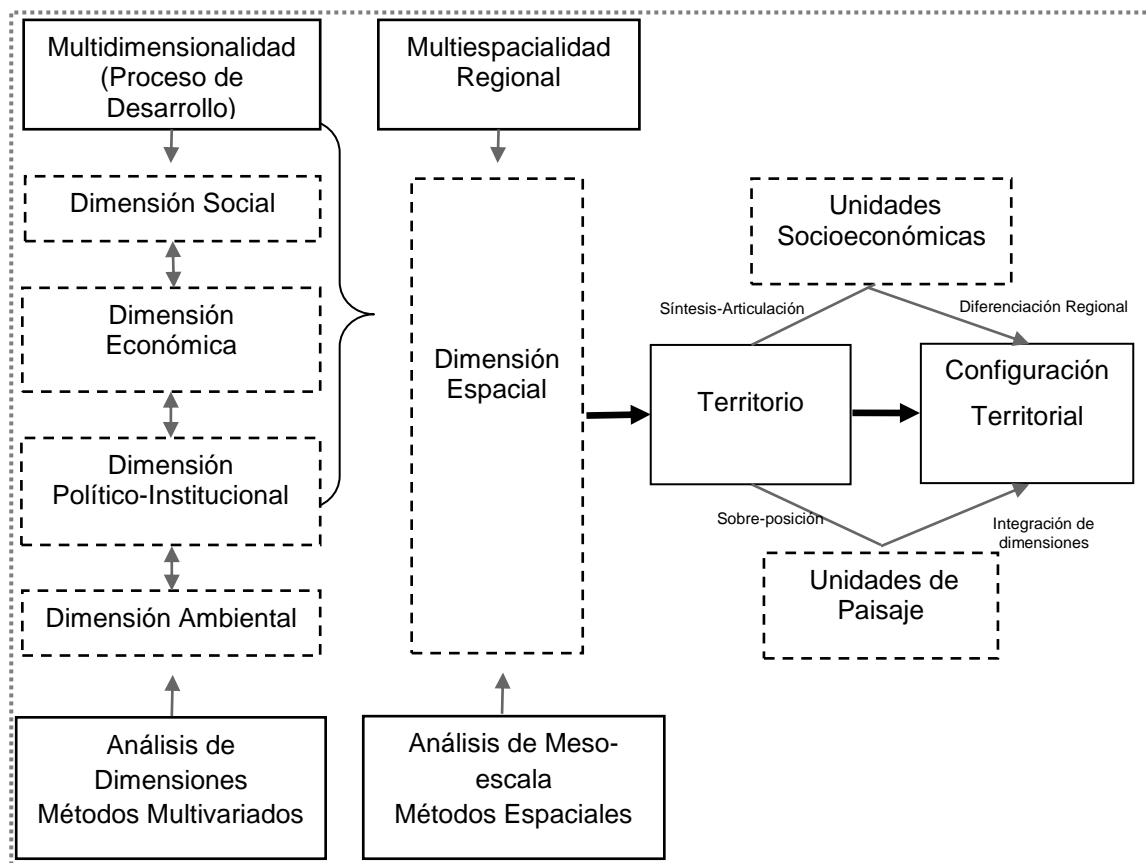 Multidimensionalidad
(Proceso de
Desarrollo)
Dimensión Social
Dimensión
Económica
Dimensión
Político-Institucional
Dimensión Ambiental
Análisis de
Dimensiones
Métodos Multivariados
Multiespacialidad
Regional
Dimensión
Espacial
Análisis de Meso-
escala
Métodos Espaciales
Unidades
Socioeconómicas
Síntesis-Articulación
Diferenciación Regional
Territorio
Configuración
Territorial
Sobre-posición
Integración de
dimensiones
Unidades de
Paisaje